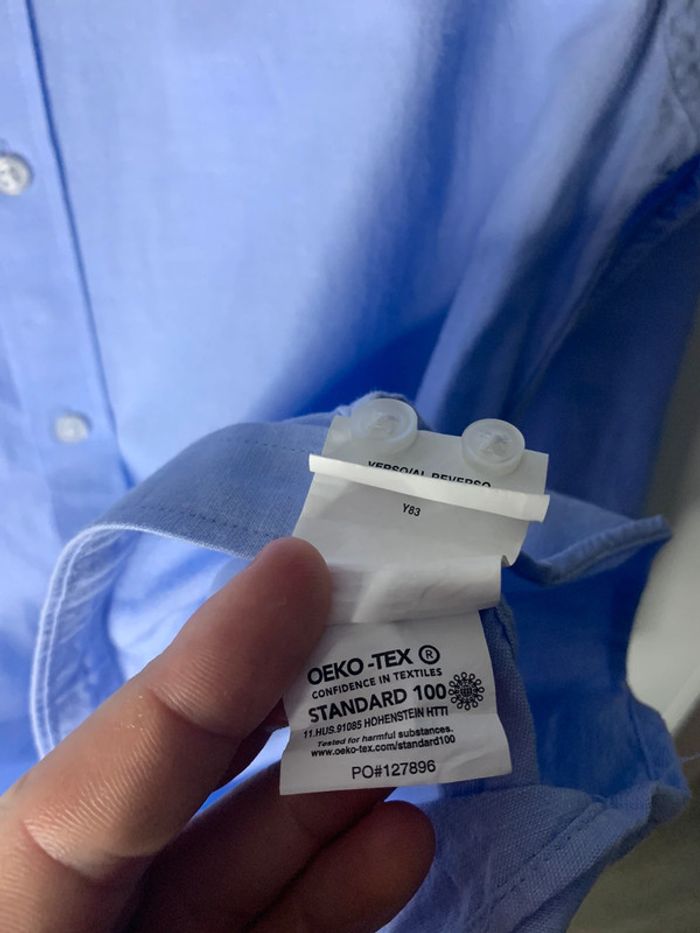 VERSO/AL REVERSO
Y83
OEKO-TEX ®
CONFIDENCE IN TEXTILES
STANDARD 100
11.HUS.91085 HOHENSTEIN HTTI
Tested for harmful substances.
www.oeko-tex.com/standard100
PO#127896